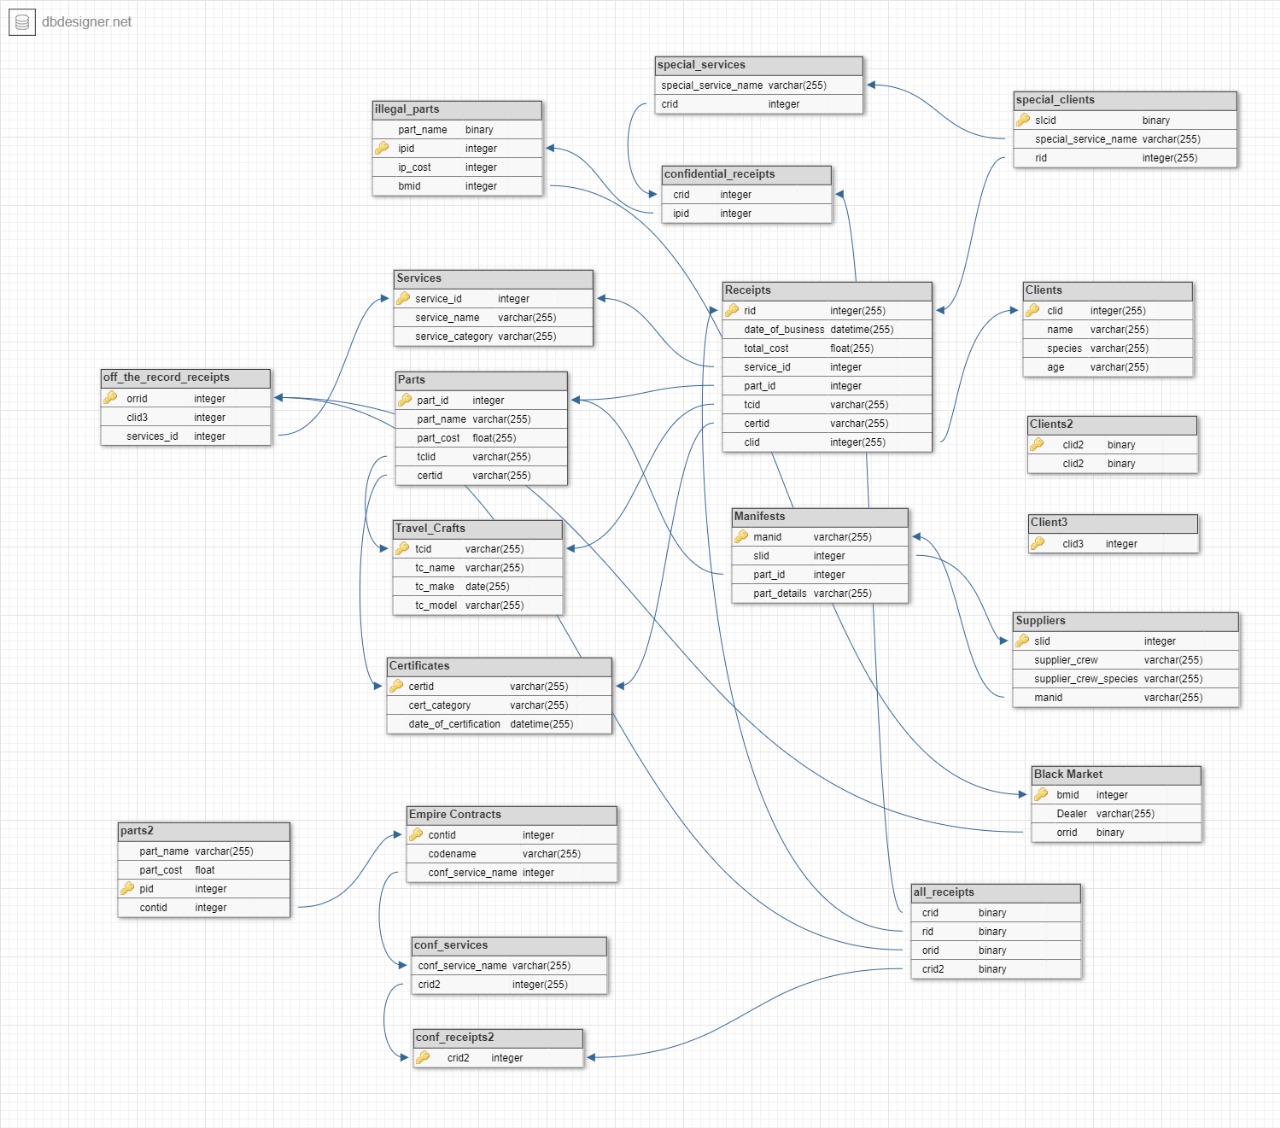 dbdesigner.net
special_services
special_service_name varchar(255)
crid integer
special_clients
slcid binary
special_service_name varchar(255)
rid integer(255)
illegal_parts
part_name binary
ipid integer
ip_cost integer
bmid integer
confidential_receipts
crid integer
ipid integer
Services
service_id integer
service_name varchar(255)
service_category varchar(255)
Receipts
rid integer(255)
date_of_business datetime(255)
total_cost float(255)
service_id integer
part_id integer
tcid varchar(255)
certid varchar(255)
clid integer(255)
Clients
clid integer(255)
name varchar(255)
species varchar(255)
age varchar(255)
off_the_record_receipts
orrid integer
clid3 integer
services_id integer
Parts
part_id integer
part_name varchar(255)
part_cost float(255)
tclid varchar(255)
certid varchar(255)
Clients2
clid2 binary
clid2 binary
Travel_Crafts
tcid varchar(255)
tc_name varchar(255)
tc_make date(255)
tc_model varchar(255)
Manifests
manid varchar(255)
slid integer
part_id integer
part_details varchar(255)
Client3
clid3 integer
Suppliers
slid integer
supplier_crew varchar(255)
supplier_crew_species varchar(255)
manid varchar(255)
Certificates
certid varchar(255)
cert_category varchar(255)
date_of_certification datetime(255)
Black Market
bmid integer
Dealer varchar(255)
orrid binary
parts2
part_name varchar(255)
part_cost float
pid integer
contid integer
Empire Contracts
contid integer
codename varchar(255)
conf_service_name integer
all_receipts
crid binary
rid binary
orid binary
crid2 binary
conf_services
conf_service_name varchar(255)
crid2 integer(255)
conf_receipts2
crid2 integer